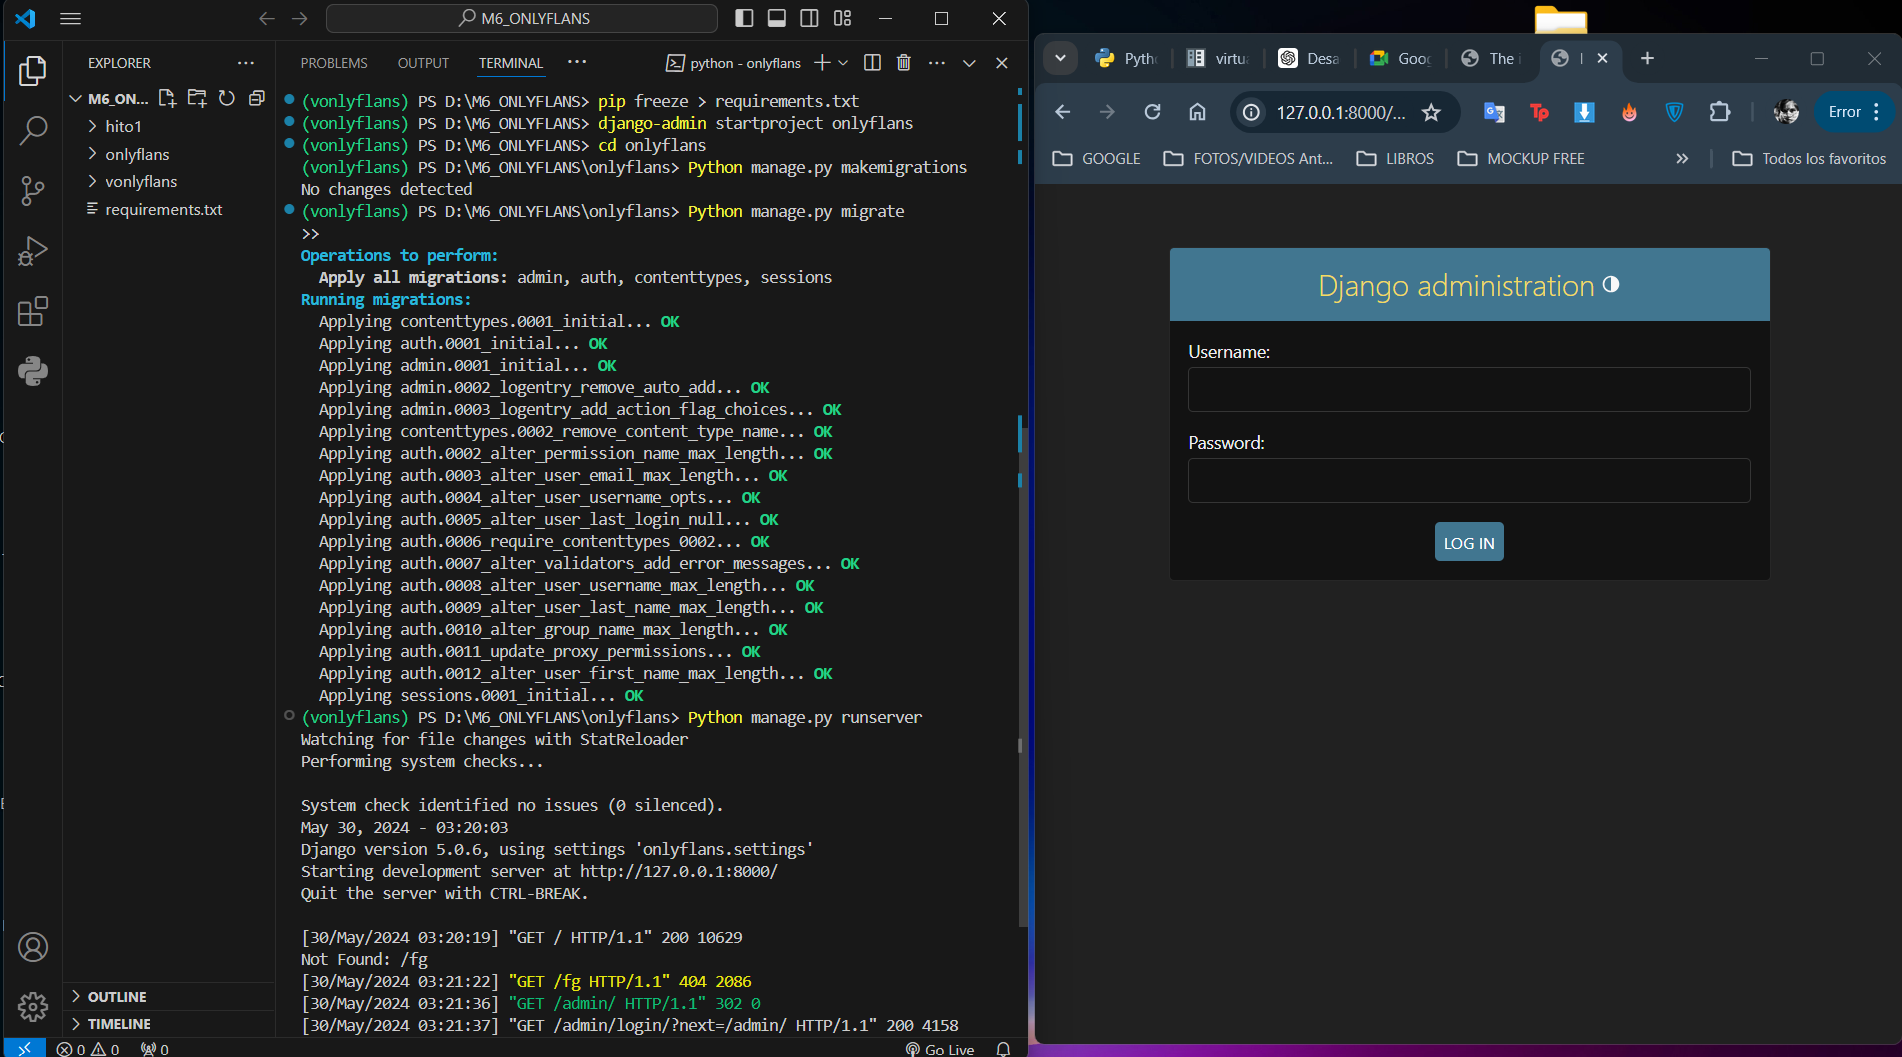 M6_ONLYFLANS
EXPLORER
M6_ON...
hito1
onlyflans
vonlyflans
requirements.txt
OUTLINE
TIMELINE
PROBLEMS
OUTPUT
TERMINAL
python - onlyflans
(vonlyflans) PS D:\M6_ONLYFLANS> pip freeze > requirements.txt
(vonlyflans) PS D:\M6_ONLYFLANS> django-admin startproject onlyflans
(vonlyflans) PS D:\M6_ONLYFLANS> cd onlyflans
(vonlyflans) PS D:\M6_ONLYFLANS\onlyflans> Python manage.py makemigrations
No changes detected
(vonlyflans) PS D:\M6_ONLYFLANS\onlyflans> Python manage.py migrate
>>
Operations to perform:
Apply all migrations: admin, auth, contenttypes, sessions
Running migrations:
Applying contenttypes.0001_initial... OK
Applying auth.0001_initial... OK
Applying admin.0001_initial... OK
Applying admin.0002_logentry_remove_auto_add... OK
Applying admin.0003_logentry_add_action_flag_choices... OK
Applying contenttypes.0002_remove_content_type_name... OK
Applying auth.0002_alter_permission_name_max_length... OK
Applying auth.0003_alter_user_email_max_length... OK
Applying auth.0004_alter_user_username_opts... OK
Applying auth.0005_alter_user_last_login_null... OK
Applying auth.0006_require_contenttypes_0002... OK
Applying auth.0007_alter_validators_add_error_messages... OK
Applying auth.0008_alter_user_username_max_length... OK
Applying auth.0009_alter_user_last_name_max_length... OK
Applying auth.0010_alter_group_name_max_length... OK
Applying auth.0011_update_proxy_permissions... OK
Applying auth.0012_alter_user_first_name_max_length... OK
Applying sessions.0001_initial... OK
(vonlyflans) PS D:\M6_ONLYFLANS\onlyflans> Python manage.py runserver
Watching for file changes with StatReloader
Performing system checks...
System check identified no issues (0 silenced).
May 30, 2024 - 03:20:03
Django version 5.0.6, using settings 'onlyflans.settings'
Starting development server at http://127.0.0.1:8000/
Quit the server with CTRL-BREAK.
[30/May/2024 03:20:19] "GET / HTTP/1.1" 200 10629
Not Found: /fg
[30/May/2024 03:21:22] "GET /fg HTTP/1.1" 404 2086
[30/May/2024 03:21:36] "GET /admin/ HTTP/1.1" 302 0
[30/May/2024 03:21:37] "GET /admin/login/?next=/admin/ HTTP/1.1" 200 4158
0 0 0
Go Live
Pyth
virtu
Desa
Goo
The i
127.0.0.1:8000/...
Tp
Error
GOOGLE
FOTOS/VIDEOS Ant...
LIBROS
MOCKUP FREE
Todos los favoritos
Django administration
Username:
Password:
LOG IN